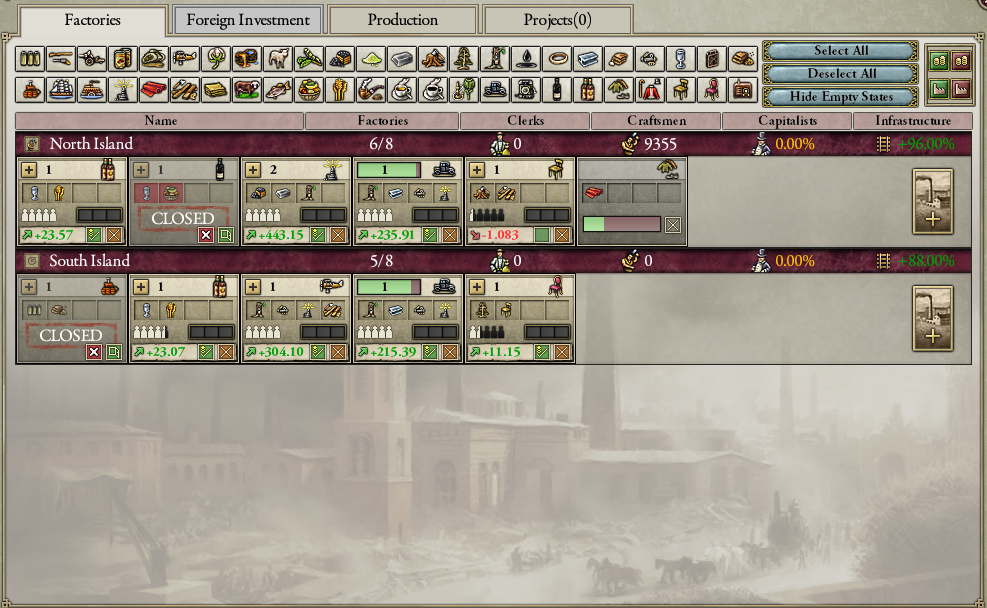 Factories Foreign Investment Production Projects(0)
Select All
Deselect All
Hide Empty States
Name Factories Clerks Craftsmen Capitalists Infrastructure
North Island 6/8 0 9355 0.00% +96.00%
1 1 2 1 1
CLOSED
+23.57 +443.15 +235.91 -1.083
South Island 5/8 0 0 0.00% +88.00%
1 1 1 1 1
CLOSED
+23.07 +304.10 +215.39 +11.15